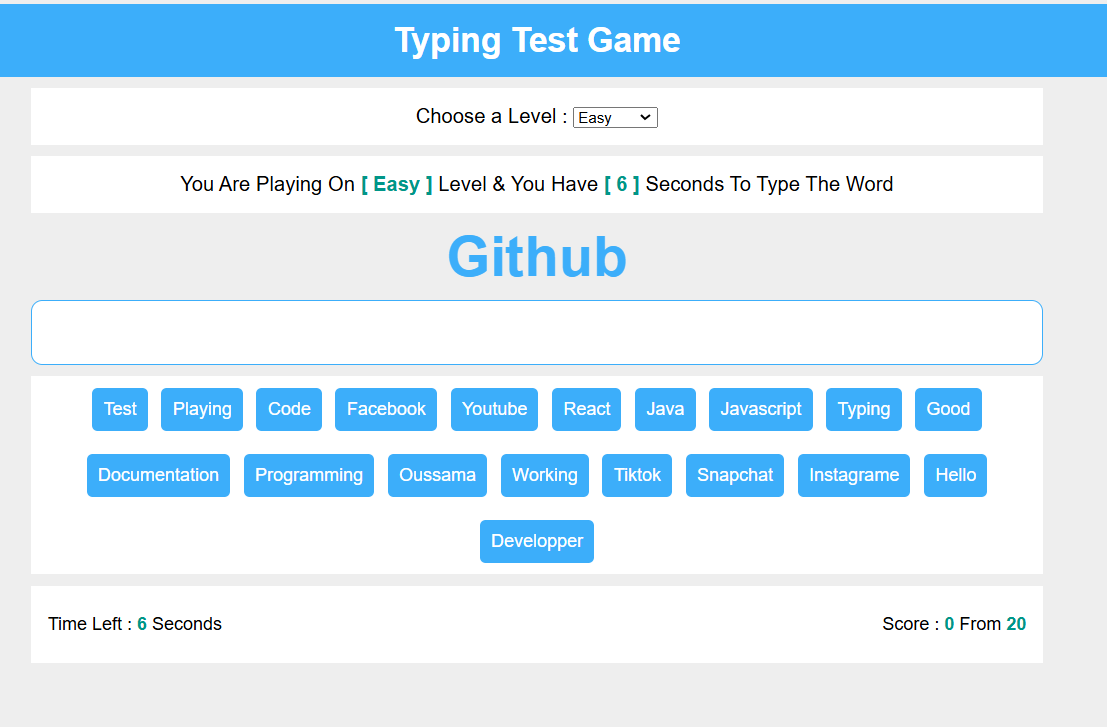 Typing Test Game
Choose a Level : Easy
You Are Playing On [ Easy ] Level & You Have [ 6 ] Seconds To Type The Word
Github
Test Playing Code Facebook Youtube React Java Javascript Typing Good
Documentation Programming Oussama Working Tiktok Snapchat Instagrame Hello
Developper
Time Left : 6 Seconds Score : 0 From 20